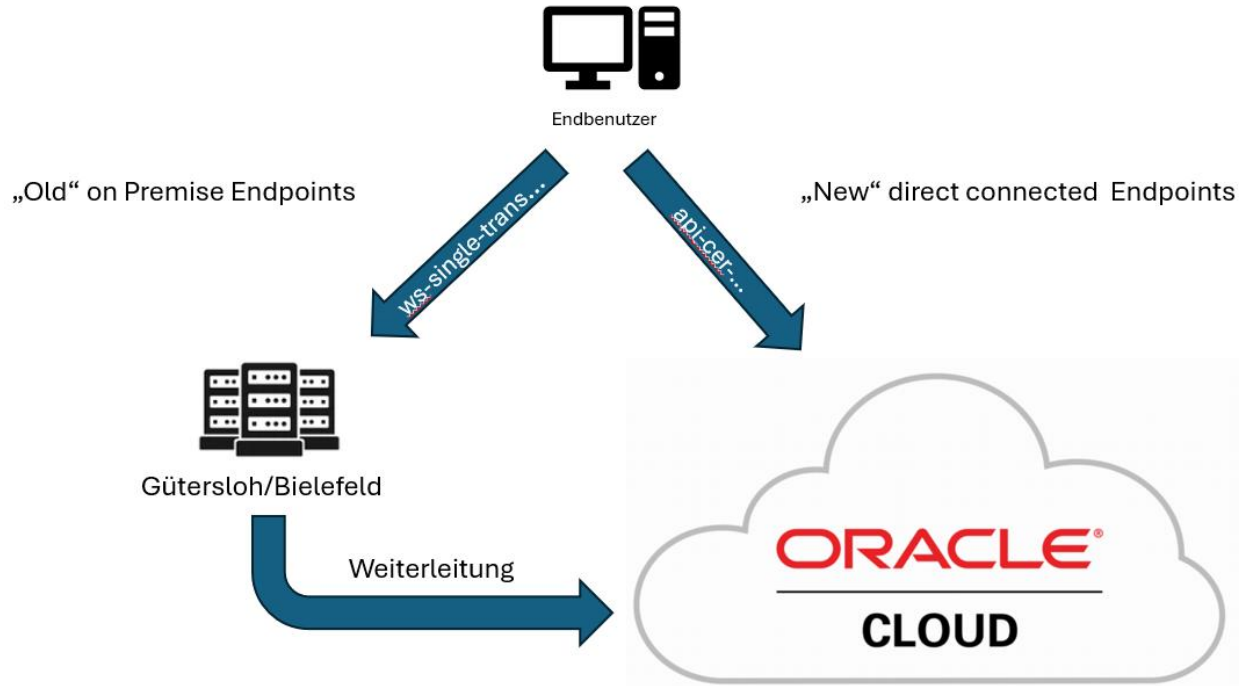 Endbenutzer
„Old“ on Premise Endpoints
„New“ direct connected Endpoints
ws-single-trans...
api-cer-...
Gütersloh/Bielefeld
Weiterleitung
ORACLE®
CLOUD